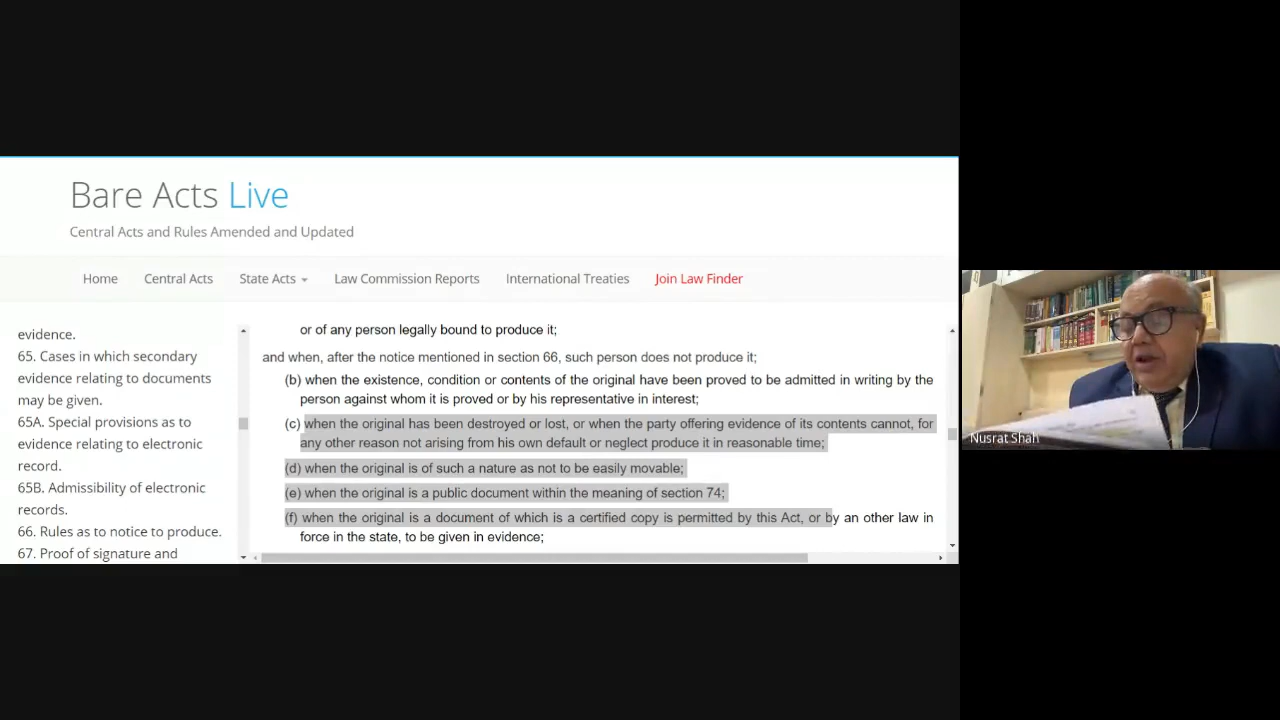 Bare Acts Live
Central Acts and Rules Amended and Updated
Home Central Acts State Acts Law Commission Reports International Treaties Join Law Finder
evidence.
65. Cases in which secondary
evidence relating to documents
may be given.
65A. Special provisions as to
evidence relating to electronic
record.
65B. Admissibility of electronic
records.
66. Rules as to notice to produce.
67. Proof of signature and
or of any person legally bound to produce it;
and when, after the notice mentioned in section 66, such person does not produce it;
(b) when the existence, condition or contents of the original have been proved to be admitted in writing by the
person against whom it is proved or by his representative in interest;
(c) when the original has been destroyed or lost, or when the party offering evidence of its contents cannot, for
any other reason not arising from his own default or neglect produce it in reasonable time;
(d) when the original is of such a nature as not to be easily movable;
(e) when the original is a public document within the meaning of section 74;
(f) when the original is a document of which is a certified copy is permitted by this Act, or by an other law in
force in the state, to be given in evidence;
Nusrat Shah